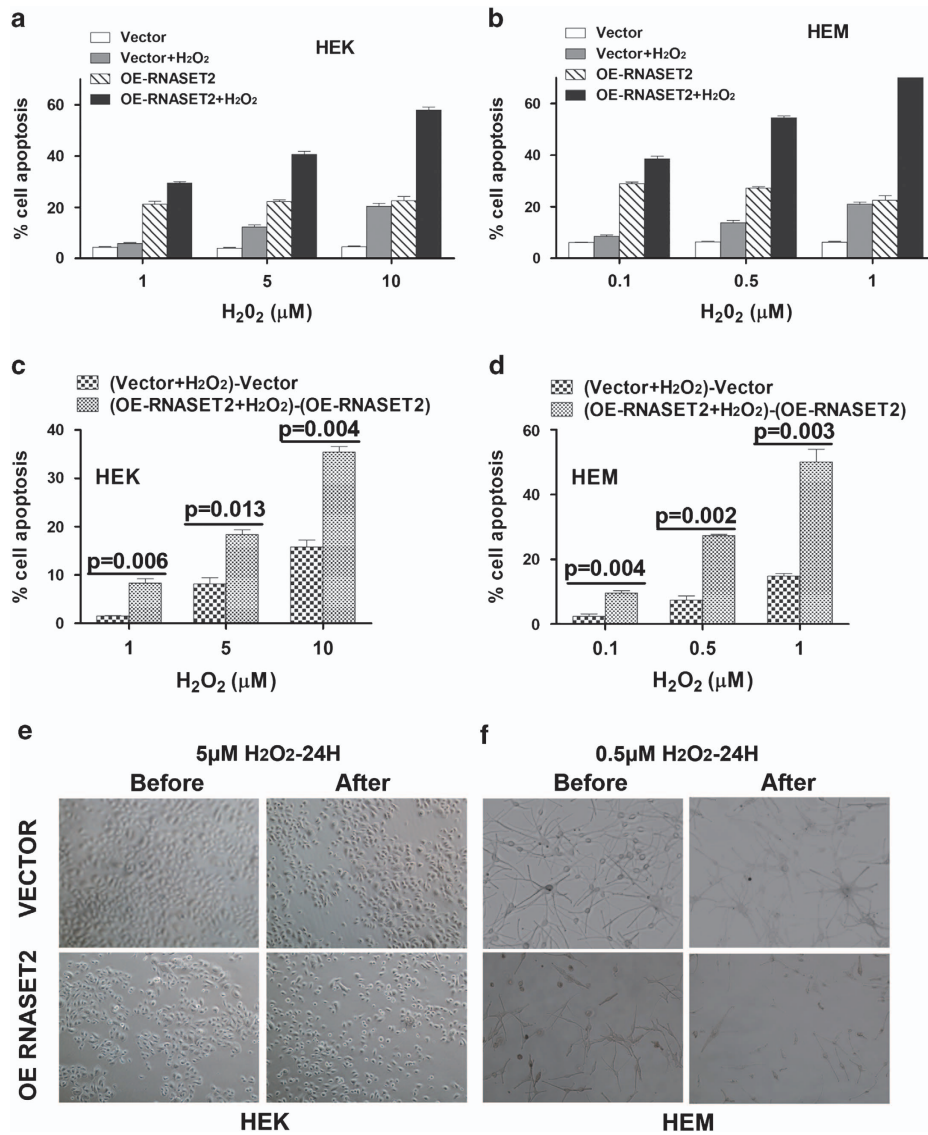 a
HEK
Vector
Vector+H₂O₂
OE-RNASET2
OE-RNASET2+H₂O₂
% cell apoptosis
60
40
20
0
1 5 10
H₂0₂ (μM)
b
HEM
Vector
Vector+H₂O₂
OE-RNASET2
OE-RNASET2+H₂O₂
% cell apoptosis
60
40
20
0
0.1 0.5 1
H₂O₂ (μM)
c
(Vector+H₂O₂)-Vector
(OE-RNASET2+H₂O₂)-(OE-RNASET2)
% cell apoptosis
HEK
40
30
20
10
0
p=0.006
p=0.013
p=0.004
1 5 10
H₂O₂ (μM)
d
(Vector+H₂O₂)-Vector
(OE-RNASET2+H₂O₂)-(OE-RNASET2)
% cell apoptosis
HEM
60
40
20
0
p=0.004
p=0.002
p=0.003
0.1 0.5 1
H₂O₂ (μM)
e
5μM H₂O₂-24H
Before After
VECTOR
OE RNASET2
HEK
f
0.5μM H₂O₂-24H
Before After
HEM